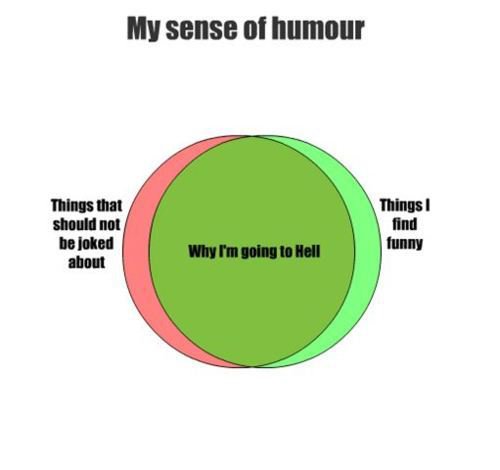 My sense of humour
Things that
should not
be joked
about
Why I'm going to Hell
Things I
find
funny